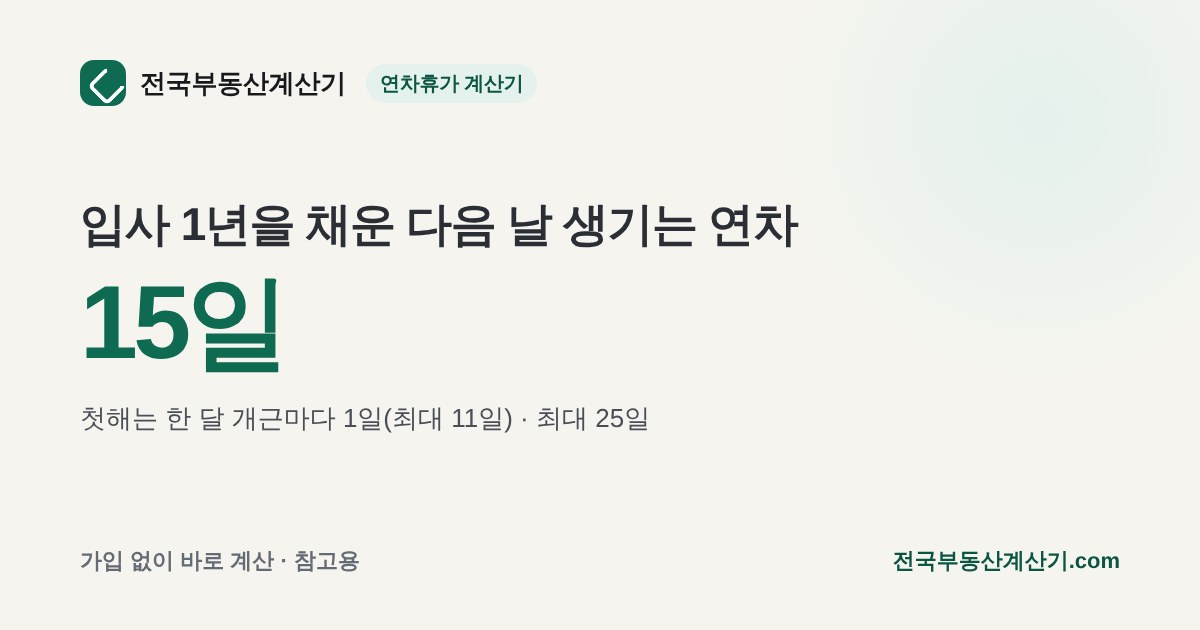 전국부동산계산기 연차휴가 계산기
입사 1년을 채운 다음 날 생기는 연차
15일
첫해는 한 달 개근마다 1일(최대 11일) · 최대 25일
가입 없이 바로 계산 · 참고용 전국부동산계산기.com